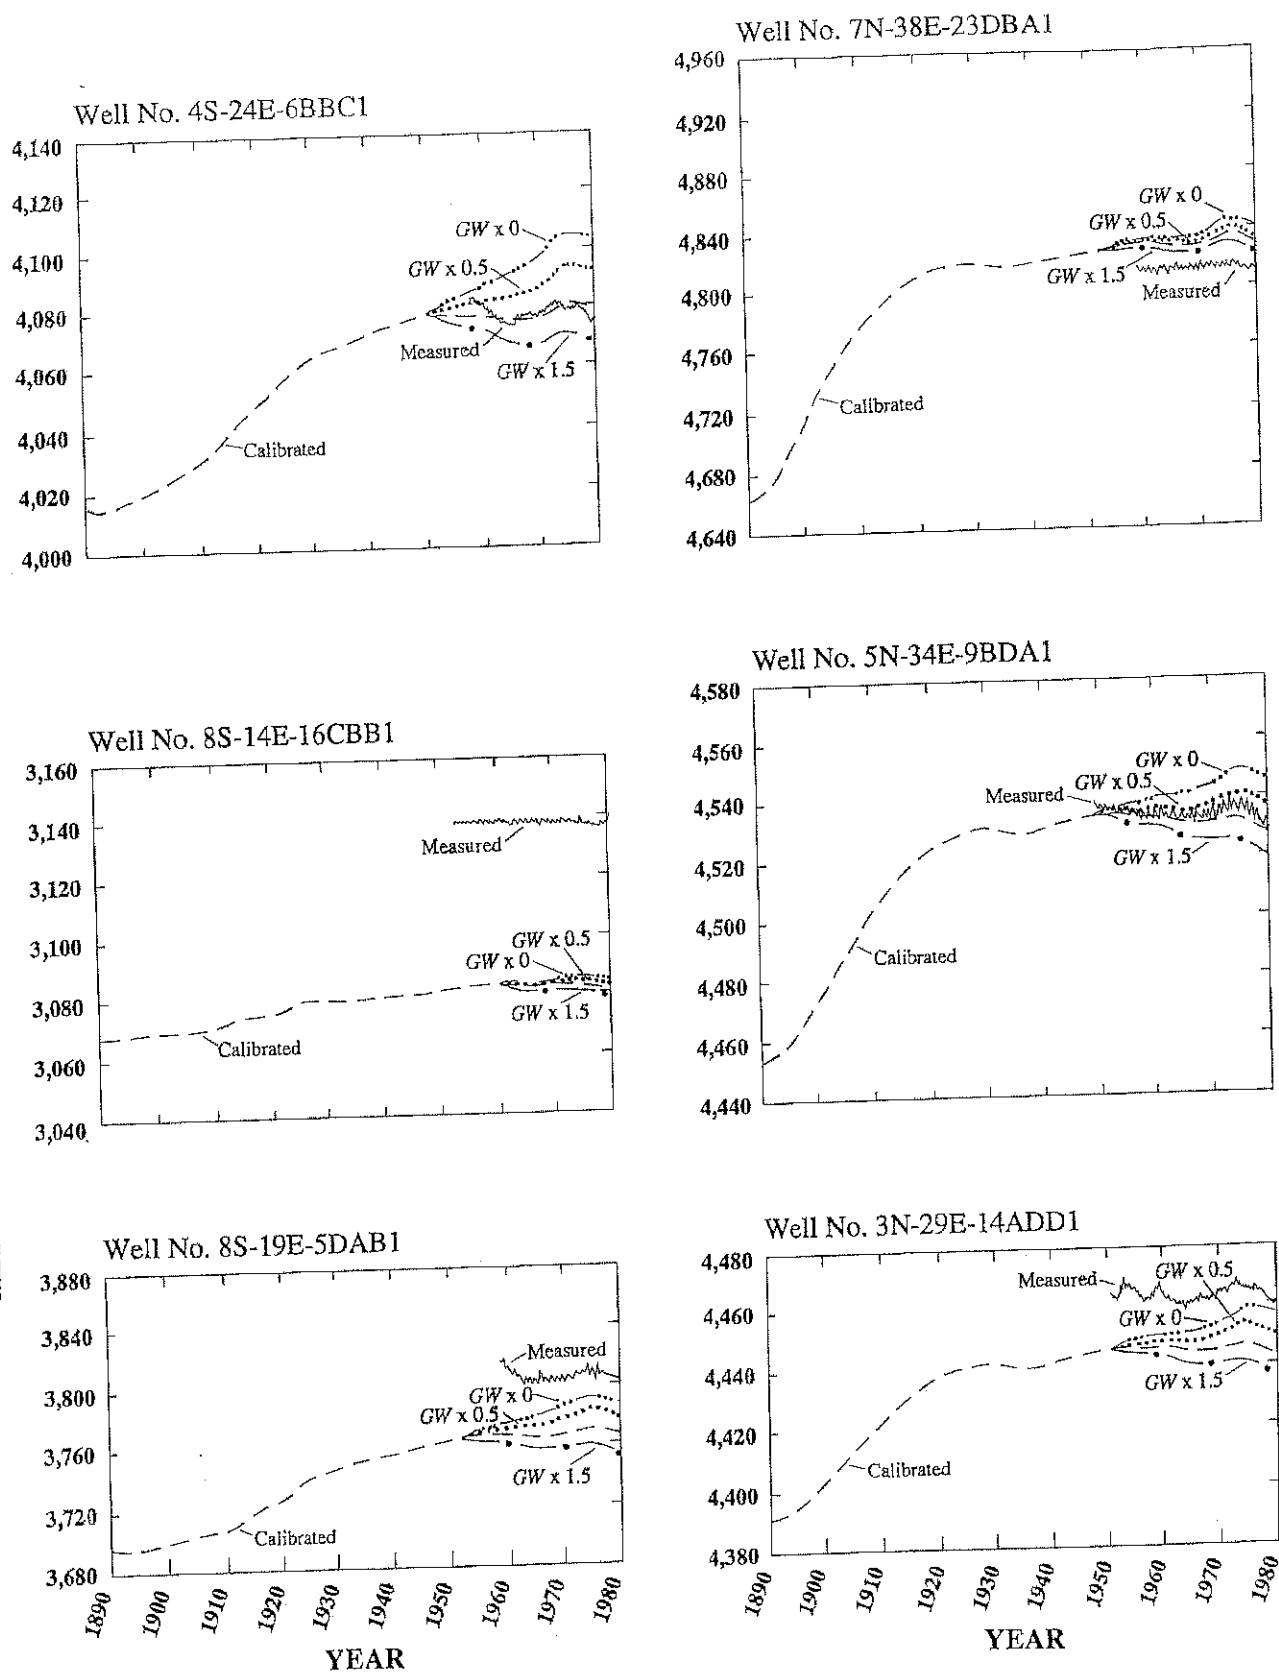 Well No. 4S-24E-6BBC1
4,140
4,120
4,100
4,080
4,060
4,040
4,020
4,000
GW x 0
GW x 0.5
Measured
GW x 1.5
Calibrated
Well No. 7N-38E-23DBA1
4,960
4,920
4,880
4,840
4,800
4,760
4,720
4,680
4,640
GW x 0
GW x 0.5
GW x 1.5
Measured
Calibrated
Well No. 8S-14E-16CBB1
3,160
3,140
3,120
3,100
3,080
3,060
3,040
Measured
GW x 0.5
GW x 0
GW x 1.5
Calibrated
Well No. 5N-34E-9BDA1
4,580
4,560
4,540
4,520
4,500
4,480
4,460
4,440
GW x 0
GW x 0.5
Measured
GW x 1.5
Calibrated
Well No. 8S-19E-5DAB1
3,880
3,840
3,800
3,760
3,720
3,680
Measured
GW x 0
GW x 0.5
GW x 1.5
Calibrated
1890 1900 1910 1920 1930 1940 1950 1960 1970 1980
YEAR
Well No. 3N-29E-14ADD1
4,480
4,460
4,440
4,420
4,400
4,380
Measured
GW x 0.5
GW x 0
GW x 1.5
Calibrated
1890 1900 1910 1920 1930 1940 1950 1960 1970 1980
YEAR